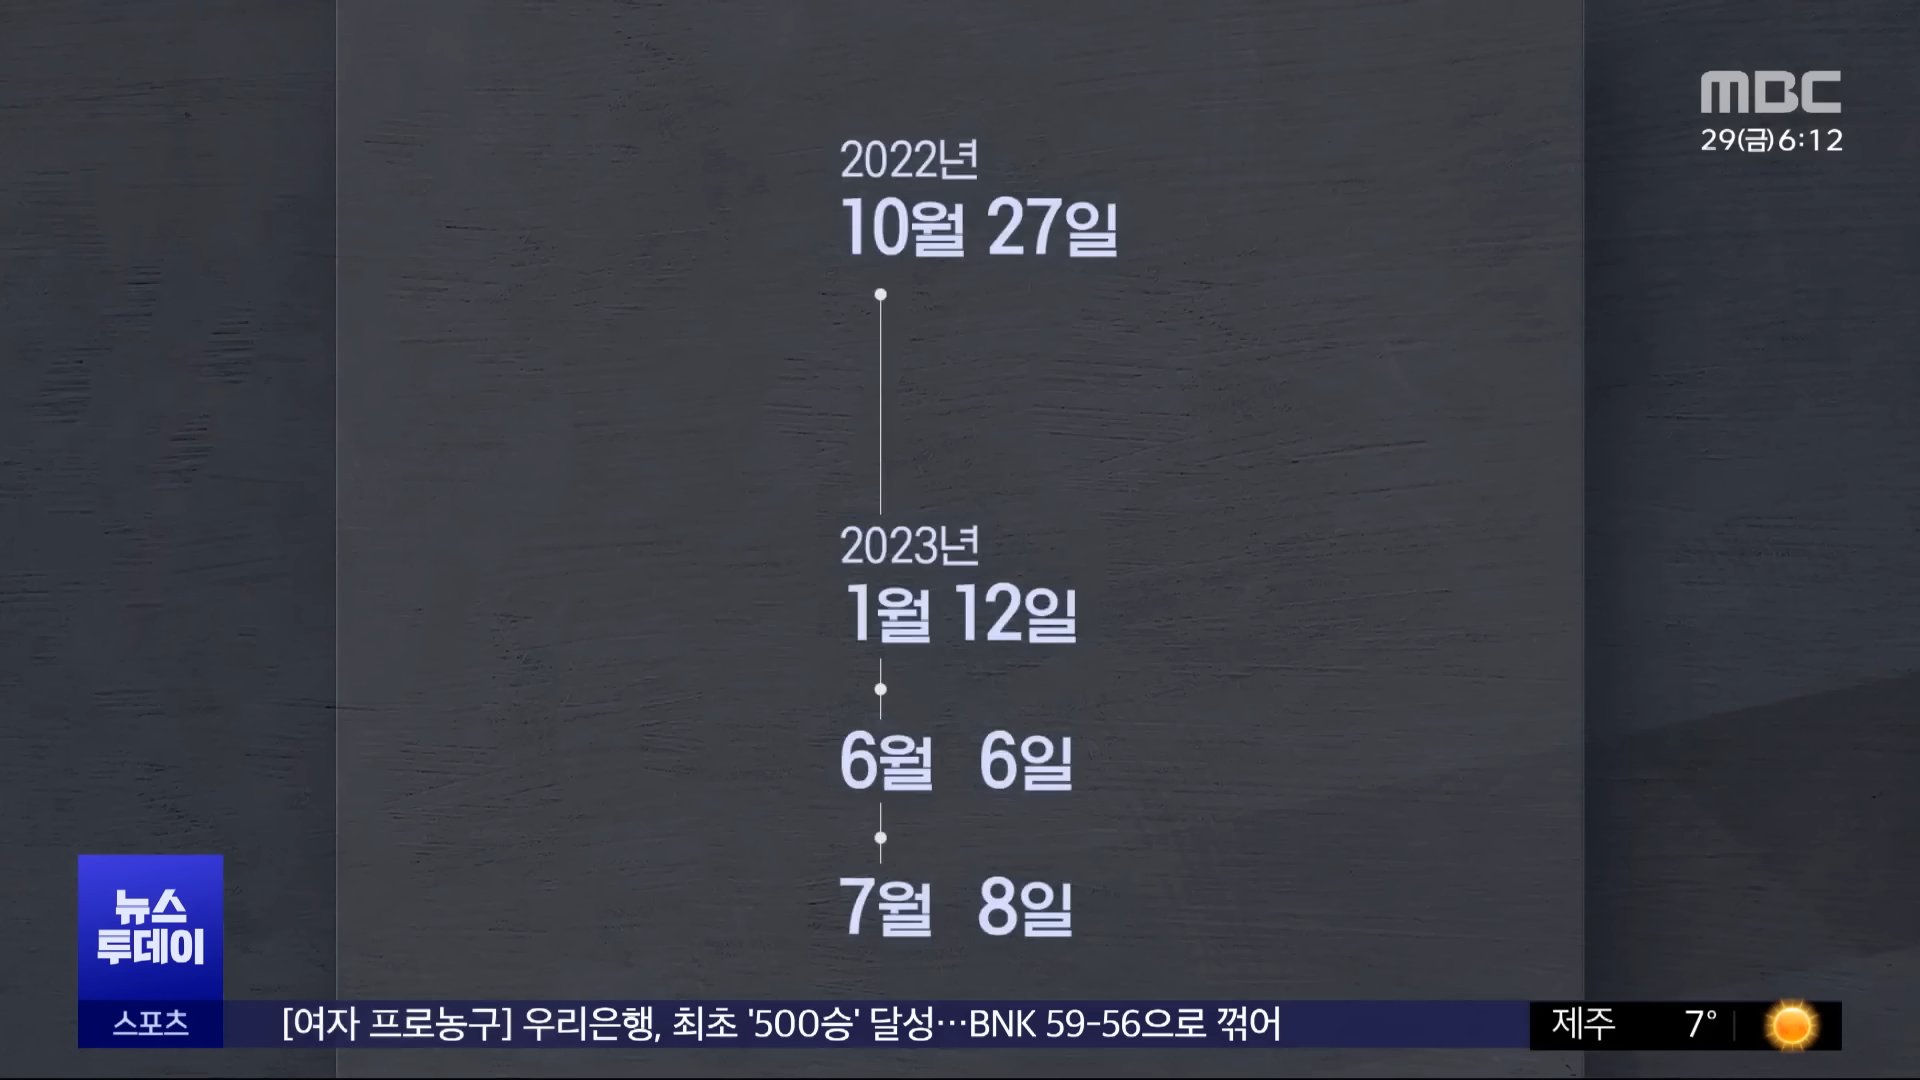 MBC
29(금)6:12
2022년
10월 27일
2023년
1월 12일
6월 6일
7월 8일
뉴스
투데이
스포츠
[여자 프로농구] 우리은행, 최초 '500승' 달성…BNK 59-56으로 꺾어
제주 7°